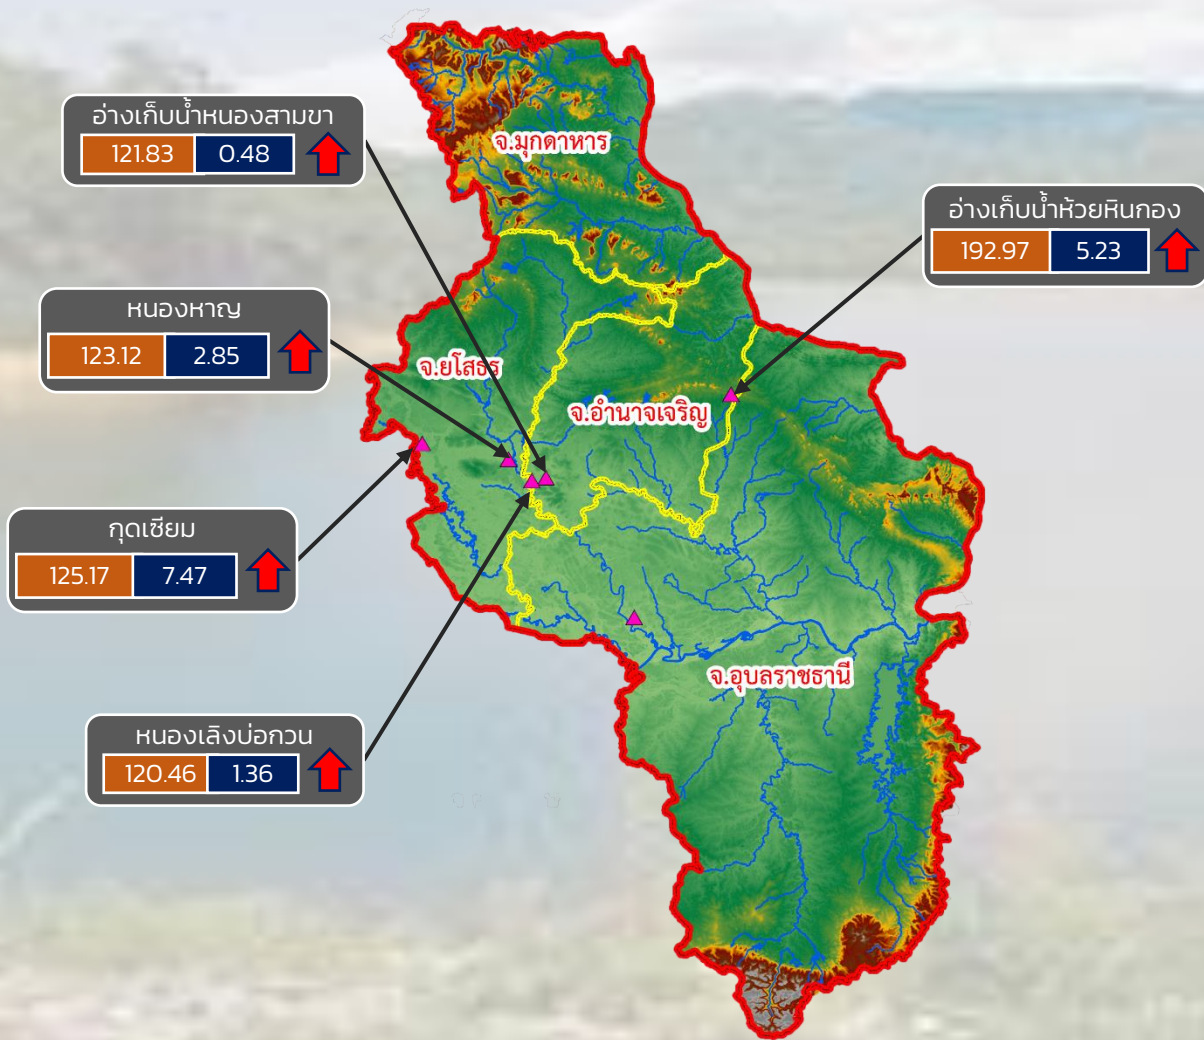 อ่างเก็บน้ำหนองสามขา
121.83 0.48
จ.มุกดาหาร
อ่างเก็บน้ำห้วยหินกอง
192.97 5.23
หนองหาญ
123.12 2.85
จ.ยโสธร
จ.อำนาจเจริญ
กุดเซียม
125.17 7.47
จ.อุบลราชธานี
หนองเลิงบ่อกวน
120.46 1.36